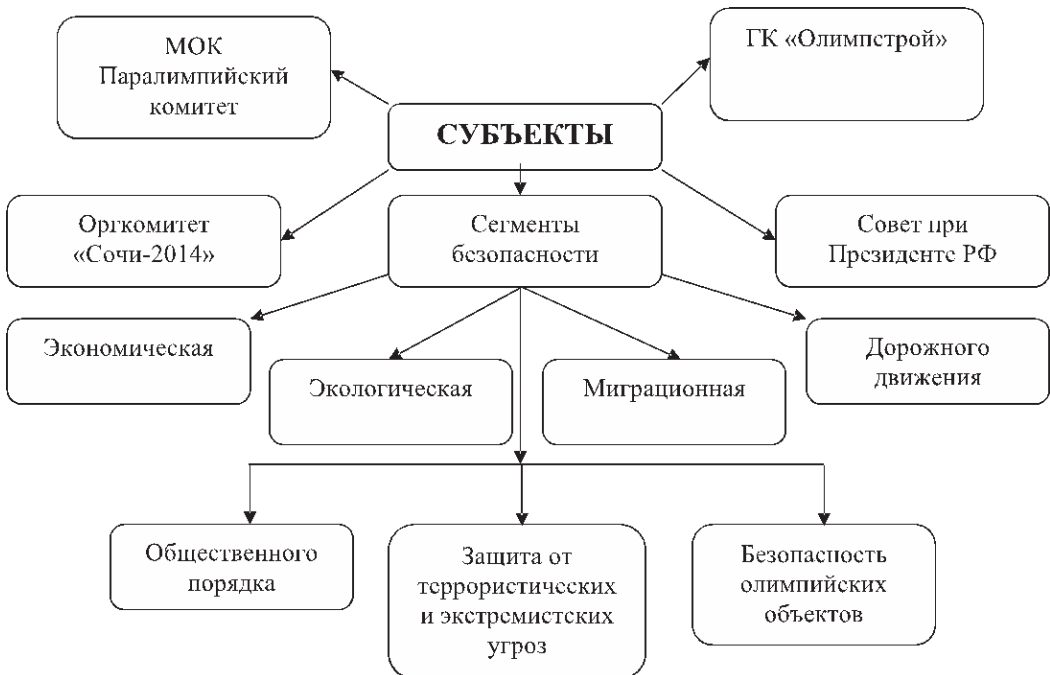 МОК
Паралимпийский
комитет
ГК «Олимпстрой»
СУБЪЕКТЫ
Оргкомитет
«Сочи-2014»
Сегменты
безопасности
Совет при
Президенте РФ
Экономическая
Экологическая
Миграционная
Дорожного
движения
Общественного
порядка
Защита от
террористических
и экстремистских
угроз
Безопасность
олимпийских
объектов